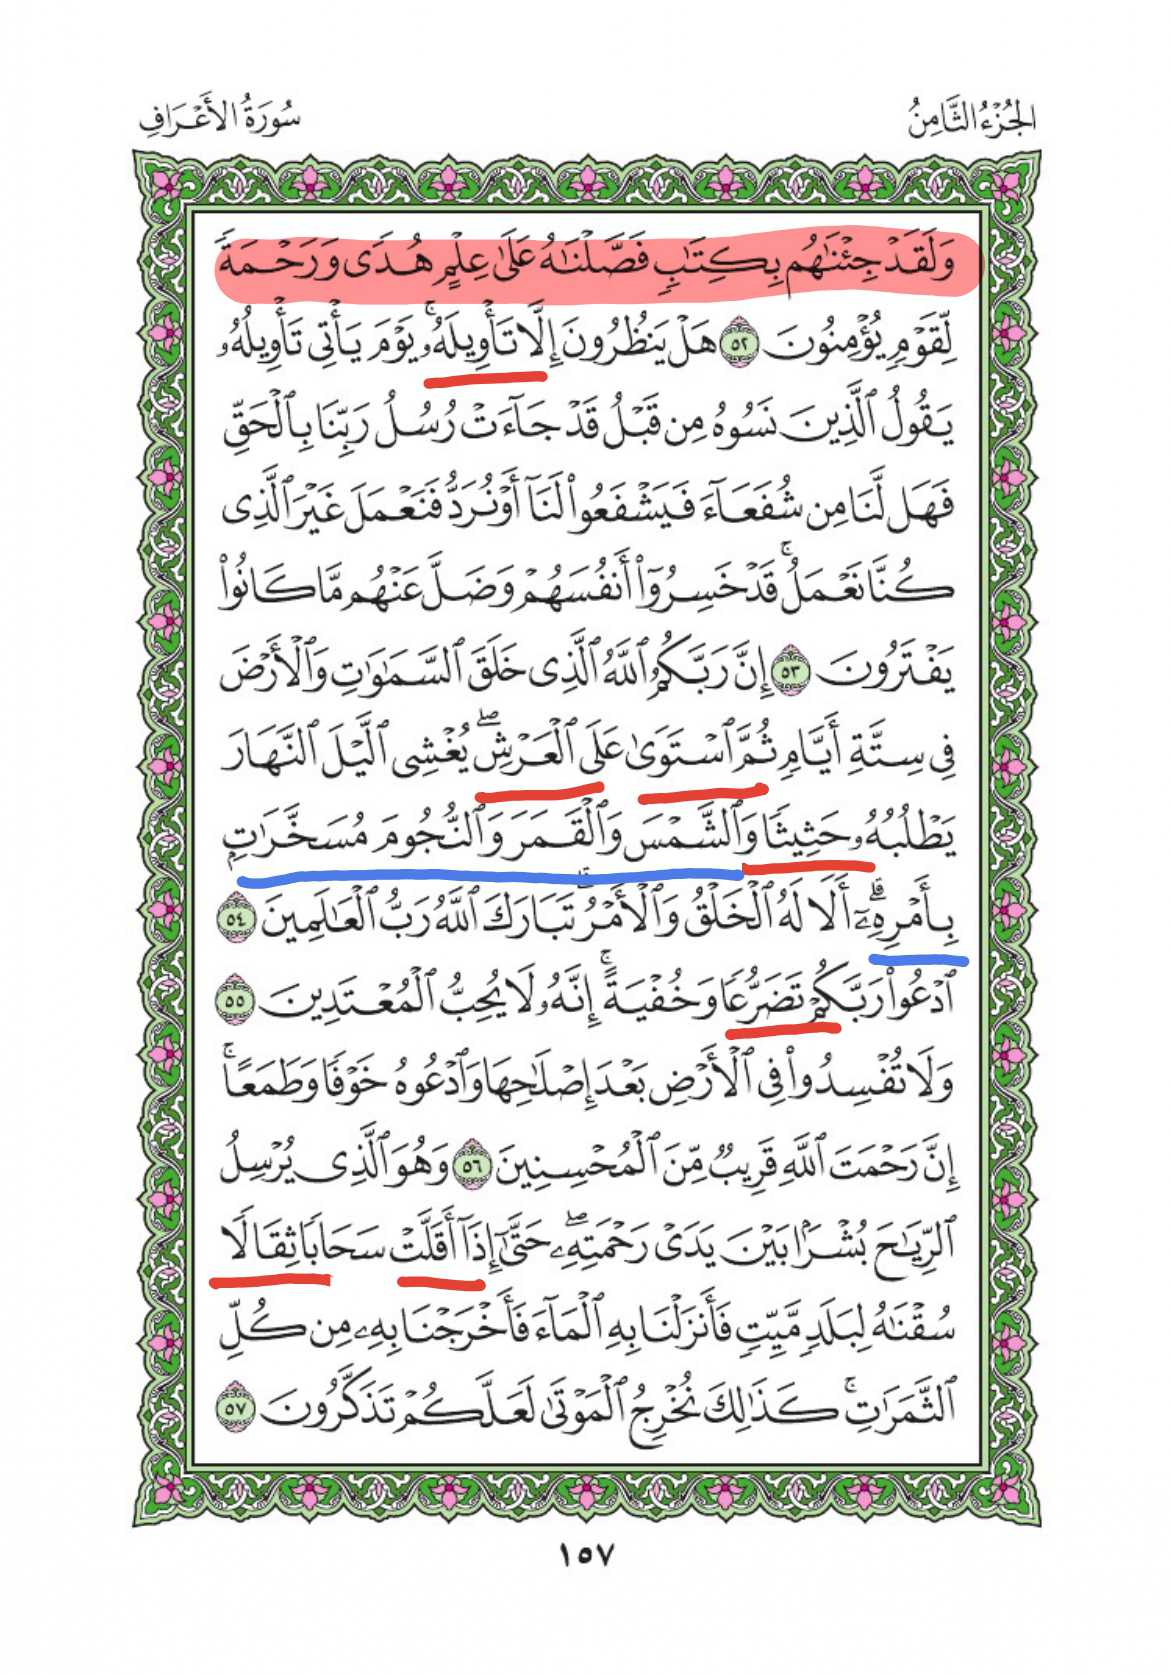 الجُزْءُ الثَّامِنُ
سُورَةُ الأَعْرَافِ
وَلَقَدْ جِئْنَٰهُم بِكِتَٰبٍ فَصَّلْنَٰهُ عَلَىٰ عِلْمٍ هُدًى وَرَحْمَةً
لِّقَوْمٍ يُؤْمِنُونَ ٥٢ هَلْ يَنظُرُونَ إِلَّا تَأْوِيلَهُۥۚ يَوْمَ يَأْتِى تَأْوِيلُهُۥ
يَقُولُ ٱلَّذِينَ نَسُوهُ مِن قَبْلُ قَدْ جَآءَتْ رُسُلُ رَبِّنَا بِٱلْحَقِّ
فَهَل لَّنَا مِن شُفَعَآءَ فَيَشْفَعُوا۟ لَنَآ أَوْ نُرَدُّ فَنَعْمَلَ غَيْرَ ٱلَّذِى
كُنَّا نَعْمَلُۚ قَدْ خَسِرُوٓا۟ أَنفُسَهُمْ وَضَلَّ عَنْهُم مَّا كَانُوا۟
يَفْتَرُونَ ٥٣ إِنَّ رَبَّكُمُ ٱللَّهُ ٱلَّذِى خَلَقَ ٱلسَّمَٰوَٰتِ وَٱلْأَرْضَ
فِى سِتَّةِ أَيَّامٍ ثُمَّ ٱسْتَوَىٰ عَلَى ٱلْعَرْشِۖ يُغْشِى ٱلَّيْلَ ٱلنَّهَارَ
يَطْلُبُهُۥ حَثِيثًا وَٱلشَّمْسَ وَٱلْقَمَرَ وَٱلنُّجُومَ مُسَخَّرَٰتٍۭ
بِأَمْرِهِۦٓۗ أَلَا لَهُ ٱلْخَلْقُ وَٱلْأَمْرُۗ تَبَارَكَ ٱللَّهُ رَبُّ ٱلْعَٰلَمِينَ ٥٤
ٱدْعُوا۟ رَبَّكُمْ تَضَرُّعًا وَخُفْيَةًۚ إِنَّهُۥ لَا يُحِبُّ ٱلْمُعْتَدِينَ ٥٥
وَلَا تُفْسِدُوا۟ فِى ٱلْأَرْضِ بَعْدَ إِصْلَٰحِهَا وَٱدْعُوهُ خَوْفًا وَطَمَعًاۚ
إِنَّ رَحْمَتَ ٱللَّهِ قَرِيبٌ مِّنَ ٱلْمُحْسِنِينَ ٥٦ وَهُوَ ٱلَّذِى يُرْسِلُ
ٱلرِّيَٰحَ بُشْرًۢا بَيْنَ يَدَىْ رَحْمَتِهِۦۖ حَتَّىٰٓ إِذَآ أَقَلَّتْ سَحَابًا ثِقَالًا
سُقْنَٰهُ لِبَلَدٍ مَّيِّتٍ فَأَنزَلْنَا بِهِ ٱلْمَآءَ فَأَخْرَجْنَا بِهِۦ مِن كُلِّ
ٱلثَّمَرَٰتِۚ كَذَٰلِكَ نُخْرِجُ ٱلْمَوْتَىٰ لَعَلَّكُمْ تَذَكَّرُونَ ٥٧
١٥٧